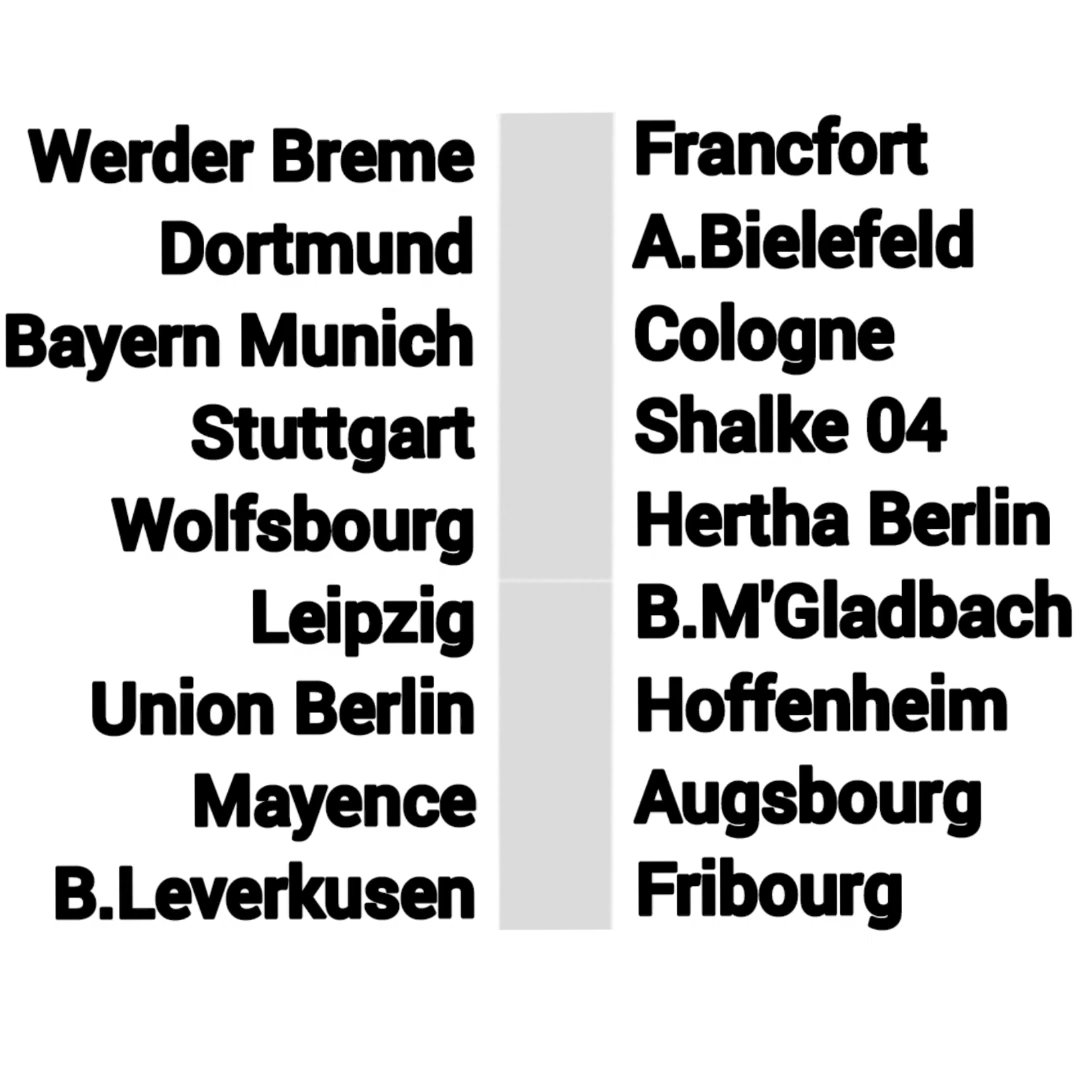 Werder Breme Francfort
Dortmund A.Bielefeld
Bayern Munich Cologne
Stuttgart Shalke 04
Wolfsbourg Hertha Berlin
Leipzig B.M'Gladbach
Union Berlin Hoffenheim
Mayence Augsbourg
B.Leverkusen Fribourg